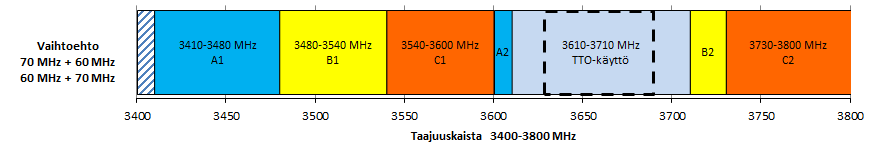 Vaihtoehto
70 MHz + 60 MHz
60 MHz + 70 MHz
3410-3480 MHz
A1
3480-3540 MHz
B1
3540-3600 MHz
C1
A2
3610-3710 MHz
TTO-käyttö
B2
3730-3800 MHz
C2
3400 3450 3500 3550 3600 3650 3700 3750 3800
Taajuuskaista 3400-3800 MHz